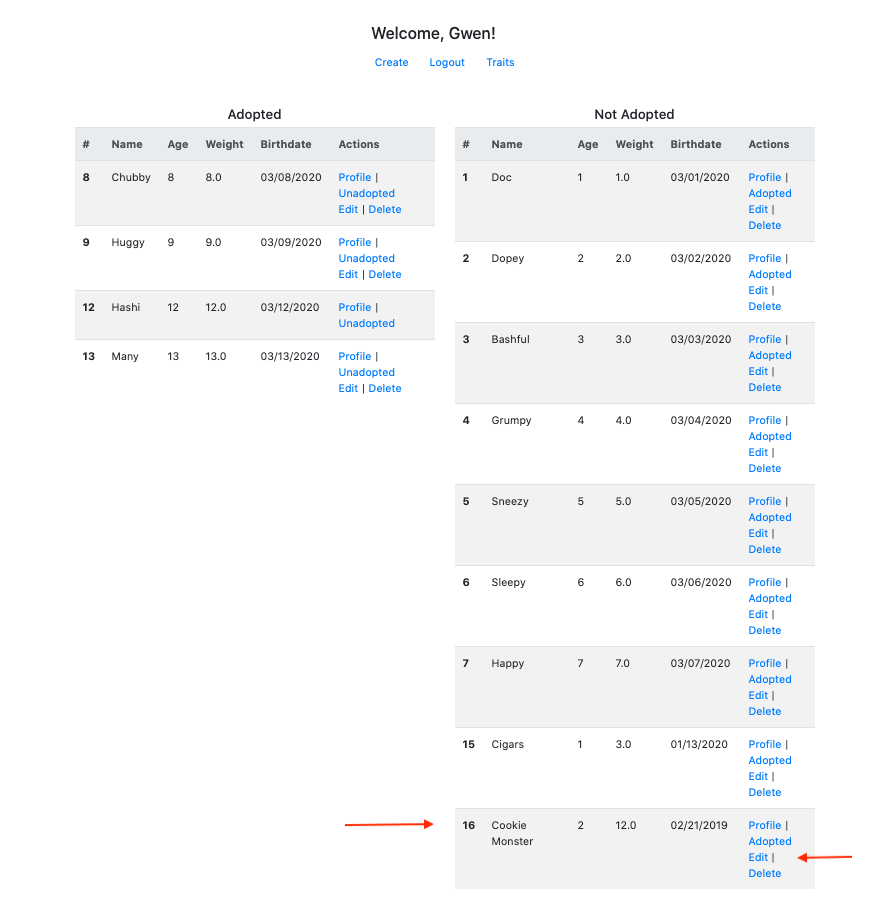 Welcome, Gwen!
Create Logout Traits
Adopted
# Name Age Weight Birthdate Actions
8 Chubby 8 8.0 03/08/2020 Profile |
Unadopted
Edit | Delete
9 Huggy 9 9.0 03/09/2020 Profile |
Unadopted
Edit | Delete
12 Hashi 12 12.0 03/12/2020 Profile |
Unadopted
13 Many 13 13.0 03/13/2020 Profile |
Unadopted
Edit | Delete
Not Adopted
# Name Age Weight Birthdate Actions
1 Doc 1 1.0 03/01/2020 Profile |
Adopted
Edit |
Delete
2 Dopey 2 2.0 03/02/2020 Profile |
Adopted
Edit |
Delete
3 Bashful 3 3.0 03/03/2020 Profile |
Adopted
Edit |
Delete
4 Grumpy 4 4.0 03/04/2020 Profile |
Adopted
Edit |
Delete
5 Sneezy 5 5.0 03/05/2020 Profile |
Adopted
Edit |
Delete
6 Sleepy 6 6.0 03/06/2020 Profile |
Adopted
Edit |
Delete
7 Happy 7 7.0 03/07/2020 Profile |
Adopted
Edit |
Delete
15 Cigars 1 3.0 01/13/2020 Profile |
Adopted
Edit |
Delete
16 Cookie 2 12.0 02/21/2019 Profile |
Monster Adopted
Edit |
Delete